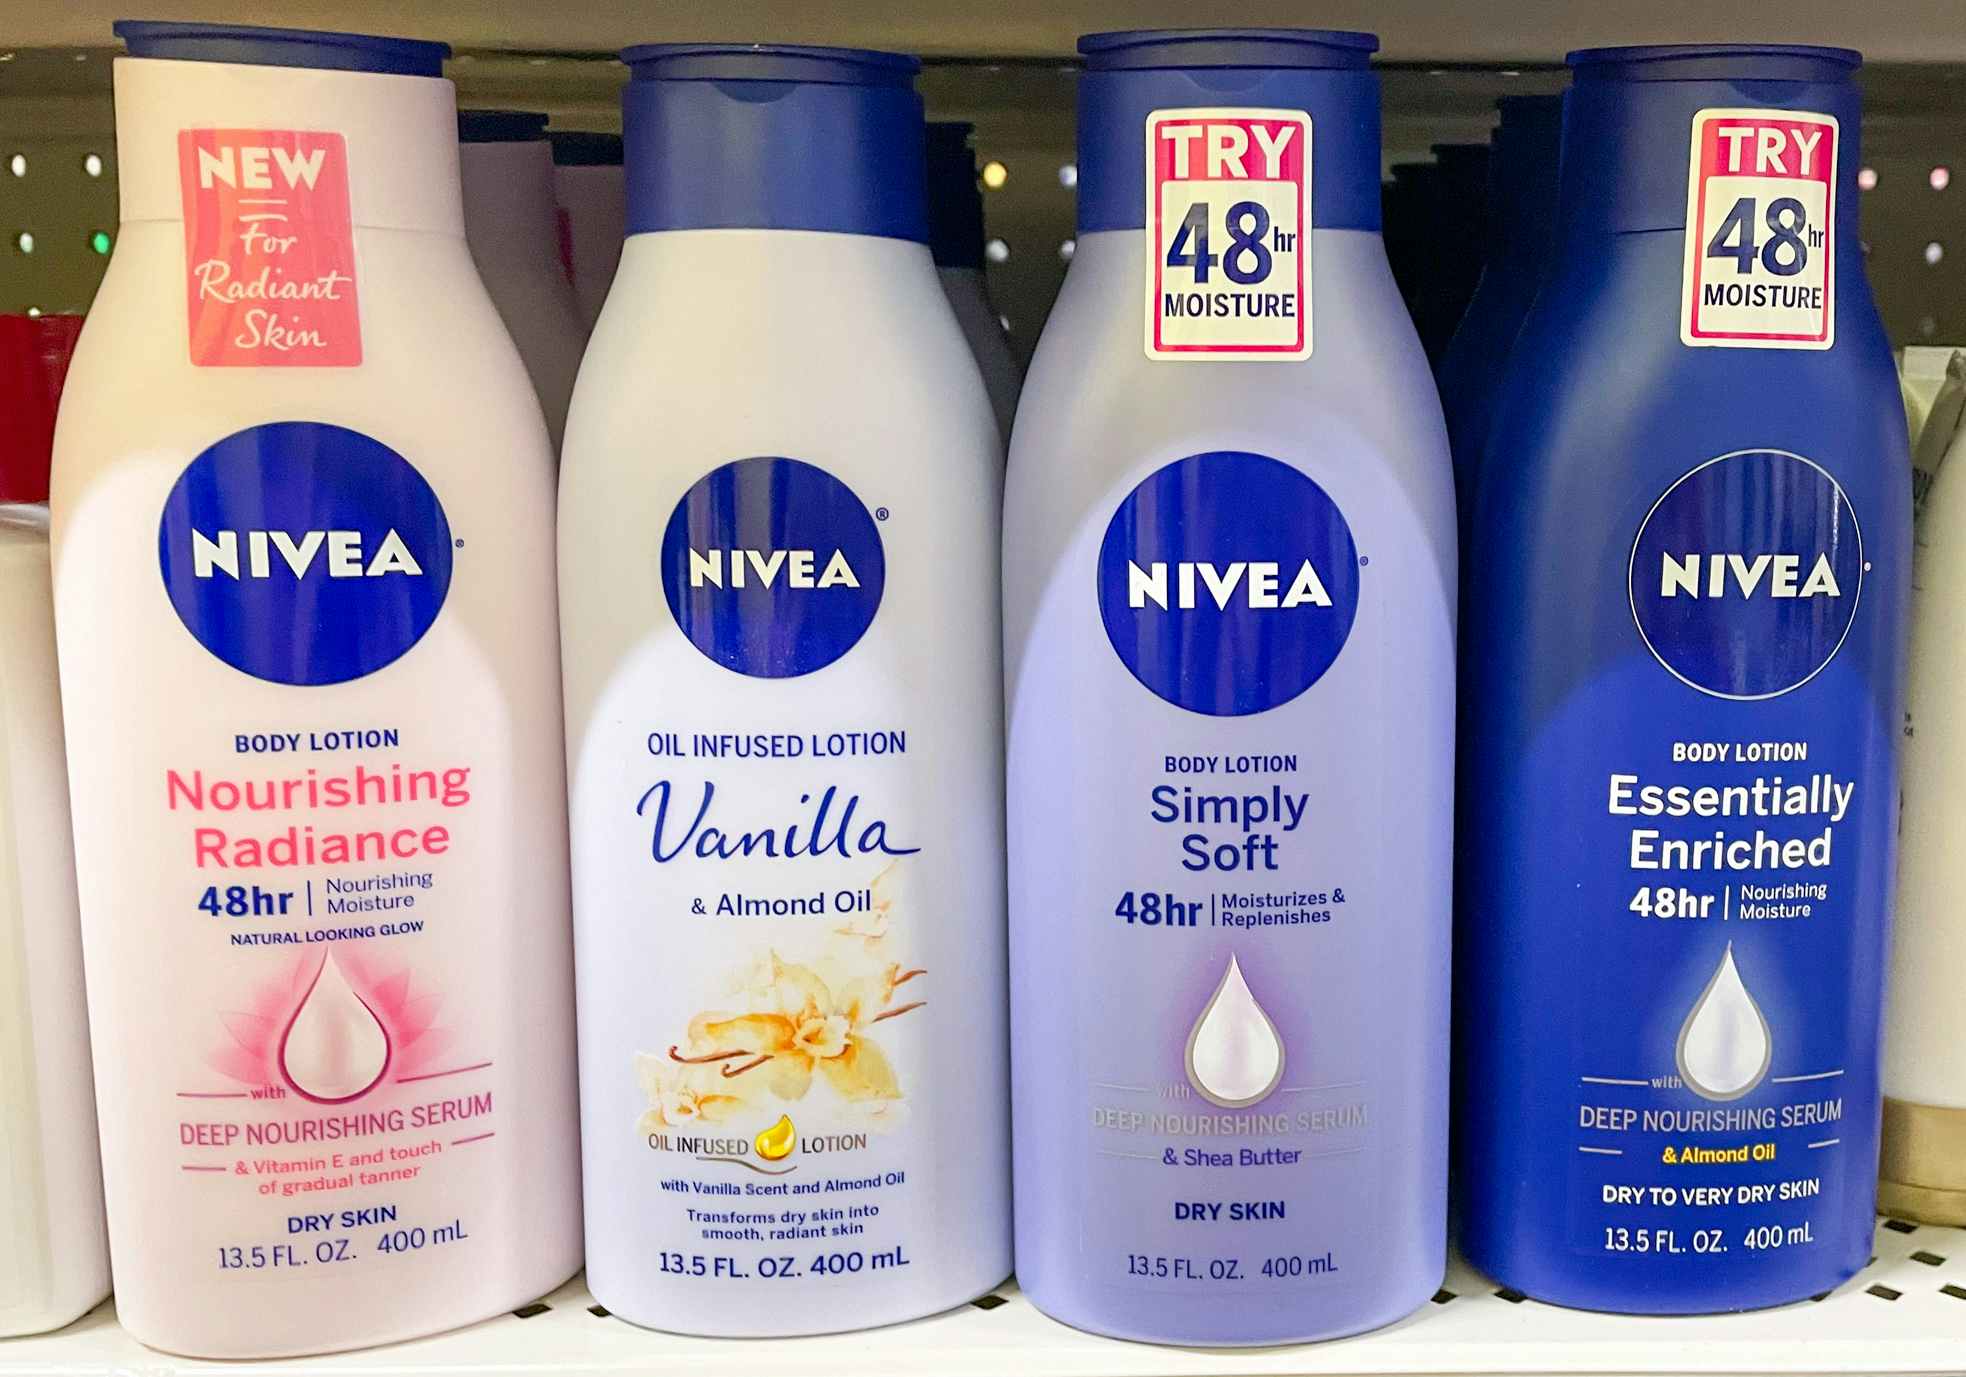 NEW
For
Radiant
Skin
NIVEA
BODY LOTION
Nourishing
Radiance
48hr | Nourishing
Moisture
NATURAL LOOKING GLOW
with
DEEP NOURISHING SERUM
& Vitamin E and touch
of gradual tanner
DRY SKIN
13.5 FL. OZ. 400 mL
NIVEA®
OIL INFUSED LOTION
Vanilla
& Almond Oil
OIL INFUSED LOTION
with Vanilla Scent and Almond Oil
Transforms dry skin into
smooth, radiant skin
13.5 FL. OZ. 400 mL
TRY
48hr
MOISTURE
NIVEA
BODY LOTION
Simply
Soft
48hr | Moisturizes &
Replenishes
with
DEEP NOURISHING SERUM
& Shea Butter
DRY SKIN
13.5 FL. OZ. 400 mL
TRY
48hr
MOISTURE
NIVEA
BODY LOTION
Essentially
Enriched
48hr | Nourishing
Moisture
with
DEEP NOURISHING SERUM
& Almond Oil
DRY TO VERY DRY SKIN
13.5 FL. OZ. 400 mL